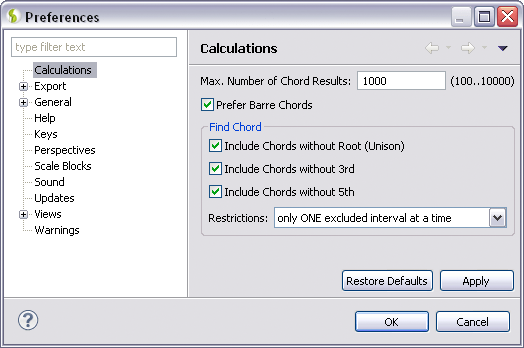 Preferences
type filter text
Calculations
Export
General
Help
Keys
Perspectives
Scale Blocks
Sound
Updates
Views
Warnings
Calculations
Max. Number of Chord Results: 1000 (100..10000)
Prefer Barre Chords
Find Chord
Include Chords without Root (Unison)
Include Chords without 3rd
Include Chords without 5th
Restrictions: only ONE excluded interval at a time
Restore Defaults Apply
? OK Cancel